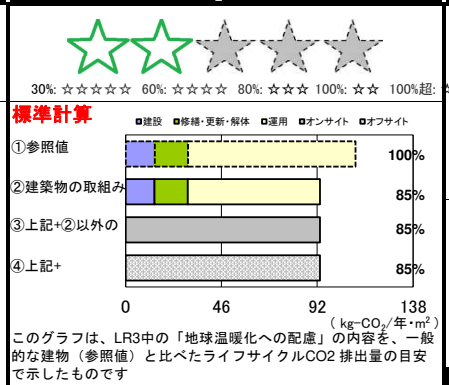 30%: ☆☆☆☆☆ 60%: ☆☆☆☆ 80%: ☆☆☆ 100%: ☆☆ 100%超: ☆
標準計算
■建設 ■修繕・更新・解体 □運用 ■オンサイト ■オフサイト
①参照値 100%
②建築物の取組み 85%
③上記+②以外の 85%
④上記+ 85%
0 46 92 138
( kg-CO2/年・m2 )
このグラフは、LR3中の「地球温暖化への配慮」の内容を、一般
的な建物（参照値）と比べたライフサイクルCO2 排出量の目安
で示したものです